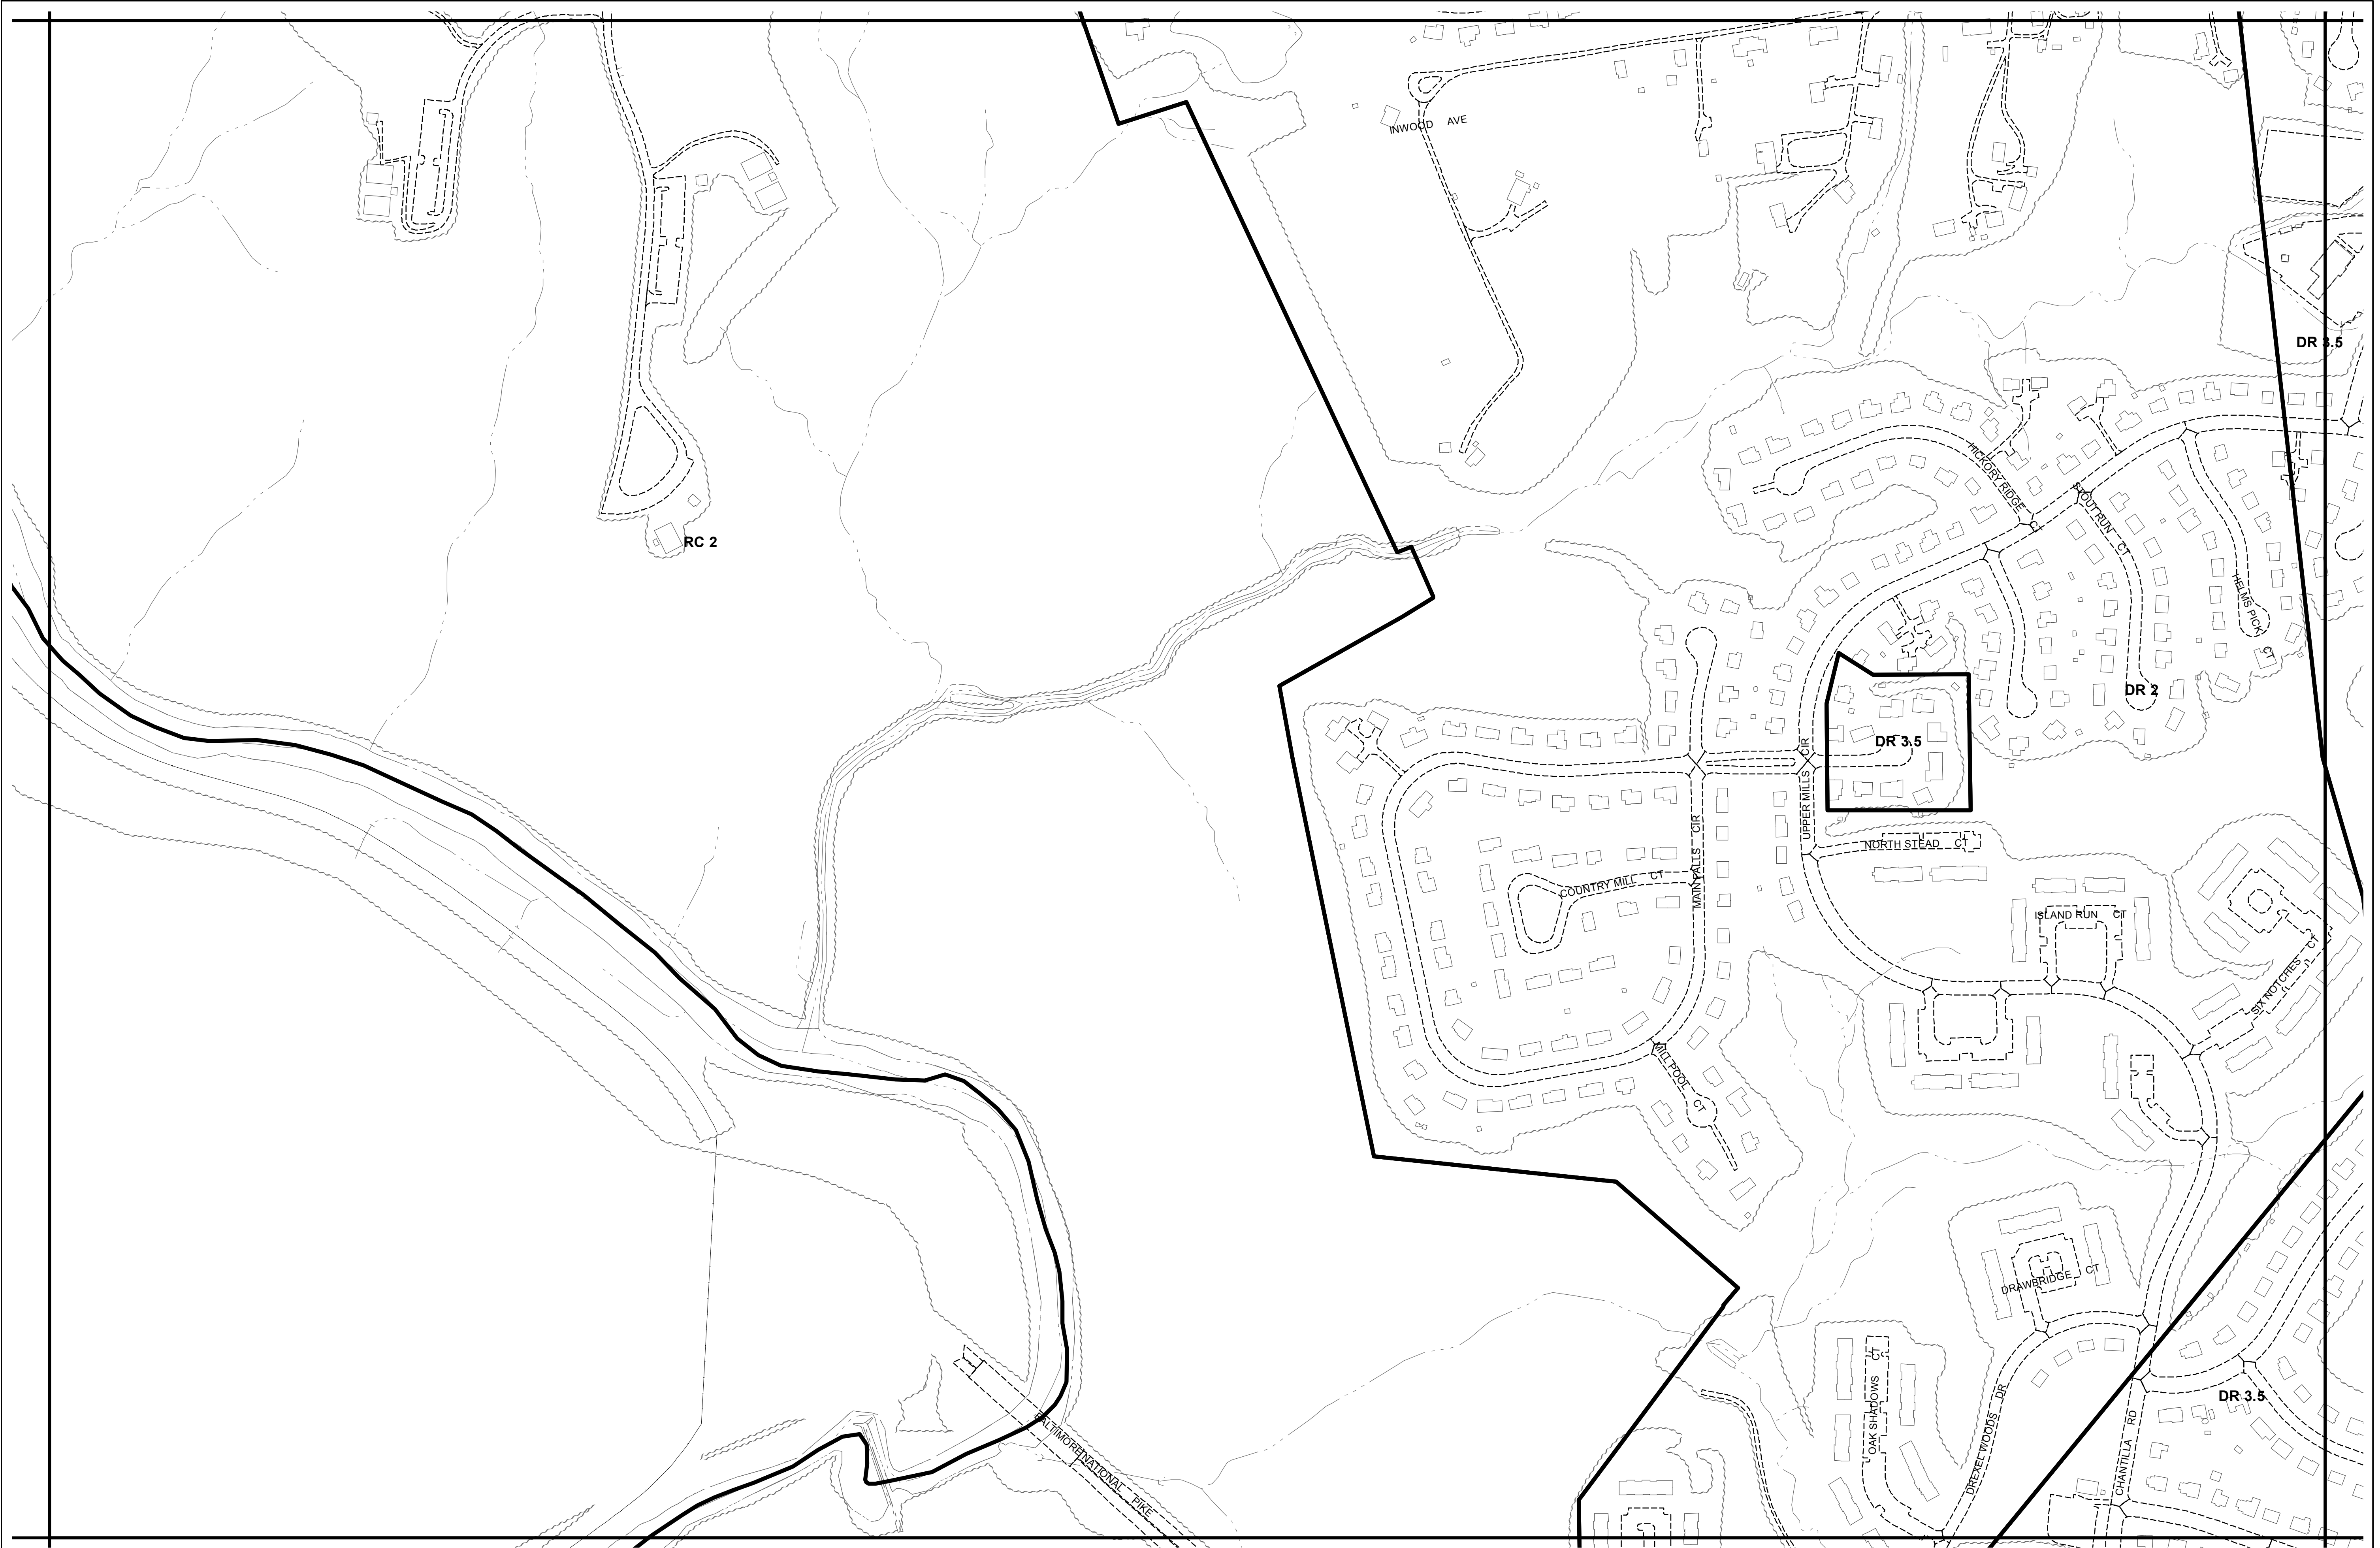 INWOOD AVE
DR 3.5
HICKORY RIDGE CT
STOUT RUN CT
RC 2
HELMS PICK CT
DR 2
DR 3.5
UPPER MILLS CIR
NORTH STEAD CT
MAIN FALLS CIR
COUNTRY MILL CT
ISLAND RUN CT
SIX NOTCHES CT
MILL POOL CT
DRAWBRIDGE CT
OAK SHADOWS CT
DREXEL WOODS DR
DR 3.5
CHANTILLA RD
BALTIMORE NATIONAL PIKE